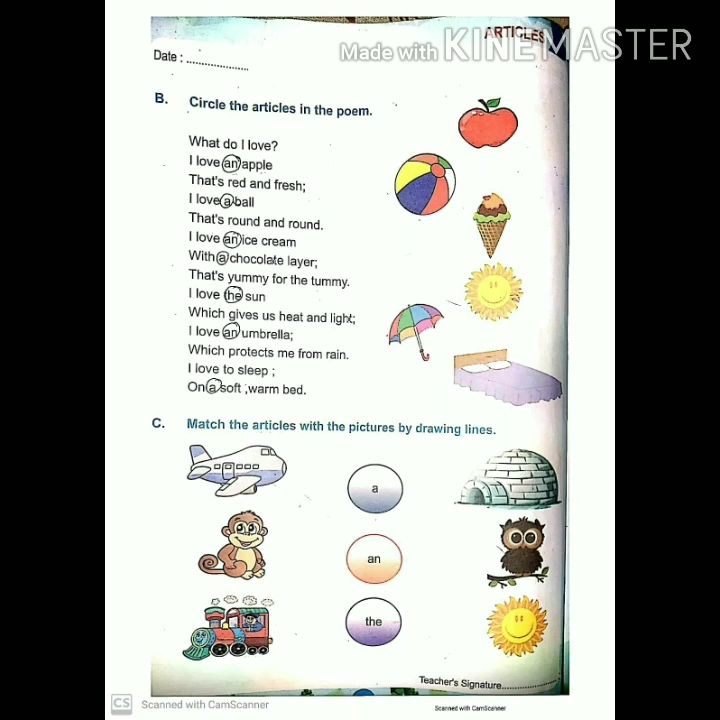 ARTICLES
Made with KINEMASTER
Date : ....................
B. Circle the articles in the poem.
What do I love?
I love an apple
That's red and fresh;
I love a ball
That's round and round.
I love an ice cream
With a chocolate layer;
That's yummy for the tummy.
I love the sun
Which gives us heat and light;
I love an umbrella;
Which protects me from rain.
I love to sleep ;
On a soft ,warm bed.
C. Match the articles with the pictures by drawing lines.
a
an
the
Teacher's Signature....................
CS Scanned with CamScanner
Scanned with CamScanner